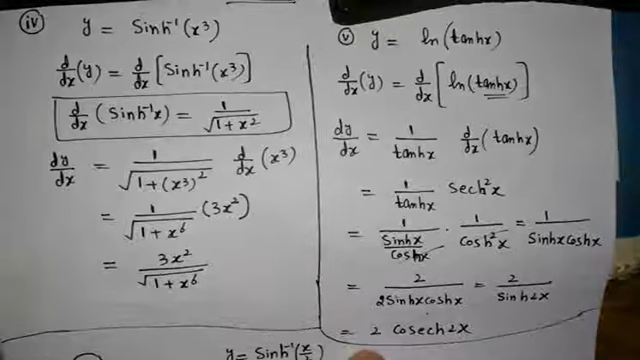 (iv) y = Sinh⁻¹(x³)
d/dx (y) = d/dx [Sinh⁻¹(x³)]
d/dx (Sinh⁻¹x) = 1/√(1+x²)
dy/dx = 1/√(1+(x³)²) d/dx (x³)
= 1/√(1+x⁶) (3x²)
= 3x²/√(1+x⁶)
(v) y = ln(tanhx)
d/dx (y) = d/dx [ln(tanhx)]
dy/dx = 1/tanhx d/dx (tanhx)
= 1/tanhx sech²x
= 1/(Sinhx/Coshx) · 1/Cosh²x = 1/SinhxCoshx
= 2/2SinhxCoshx = 2/Sinh2x
= 2 Cosech2x
y = Sinh⁻¹(x/